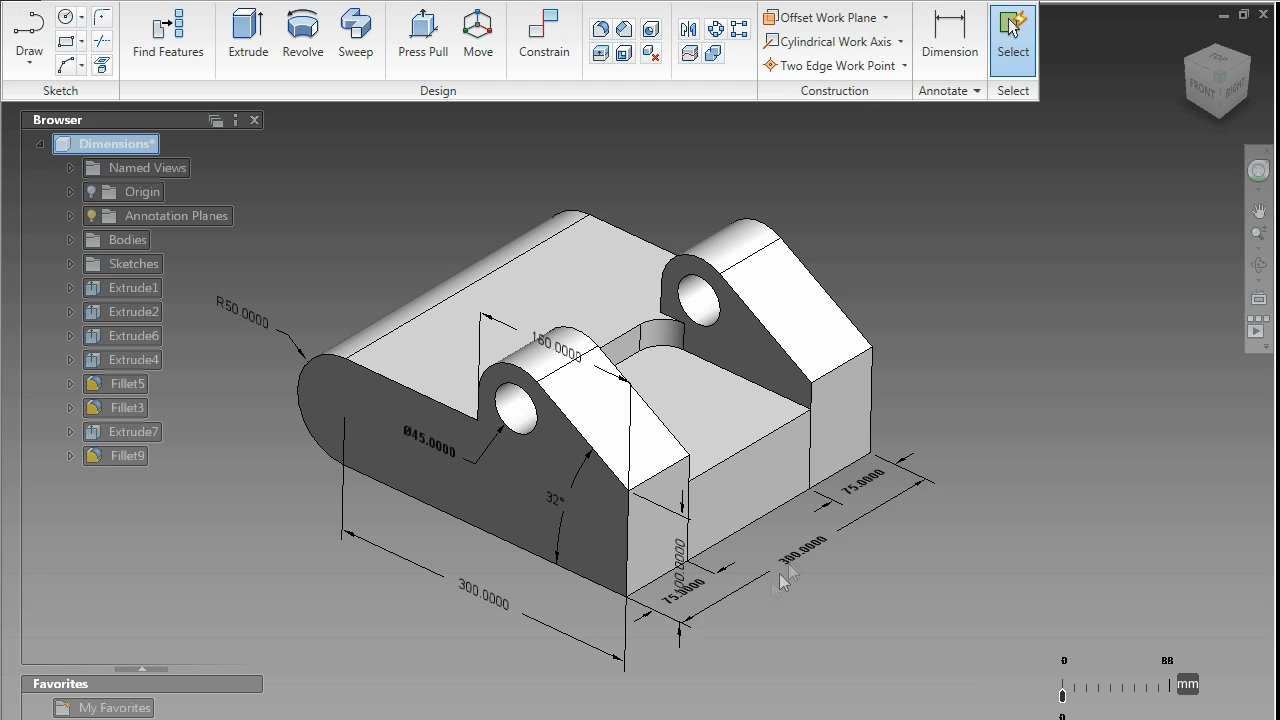 Draw
Find Features
Extrude
Revolve
Sweep
Press Pull
Move
Constrain
Offset Work Plane
Cylindrical Work Axis
Two Edge Work Point
Dimension
Select
Sketch
Design
Construction
Annotate
Select
TOP
FRONT
RIGHT
Browser
Dimensions*
Named Views
Origin
Annotation Planes
Bodies
Sketches
Extrude1
Extrude2
Extrude6
Extrude4
Fillet5
Fillet3
Extrude7
Fillet9
R50.0000
160.0000
Ø45.0000
32°
75.0000
300.0000
75.0000
300.0000
Favorites
My Favorites
0
88
mm
0